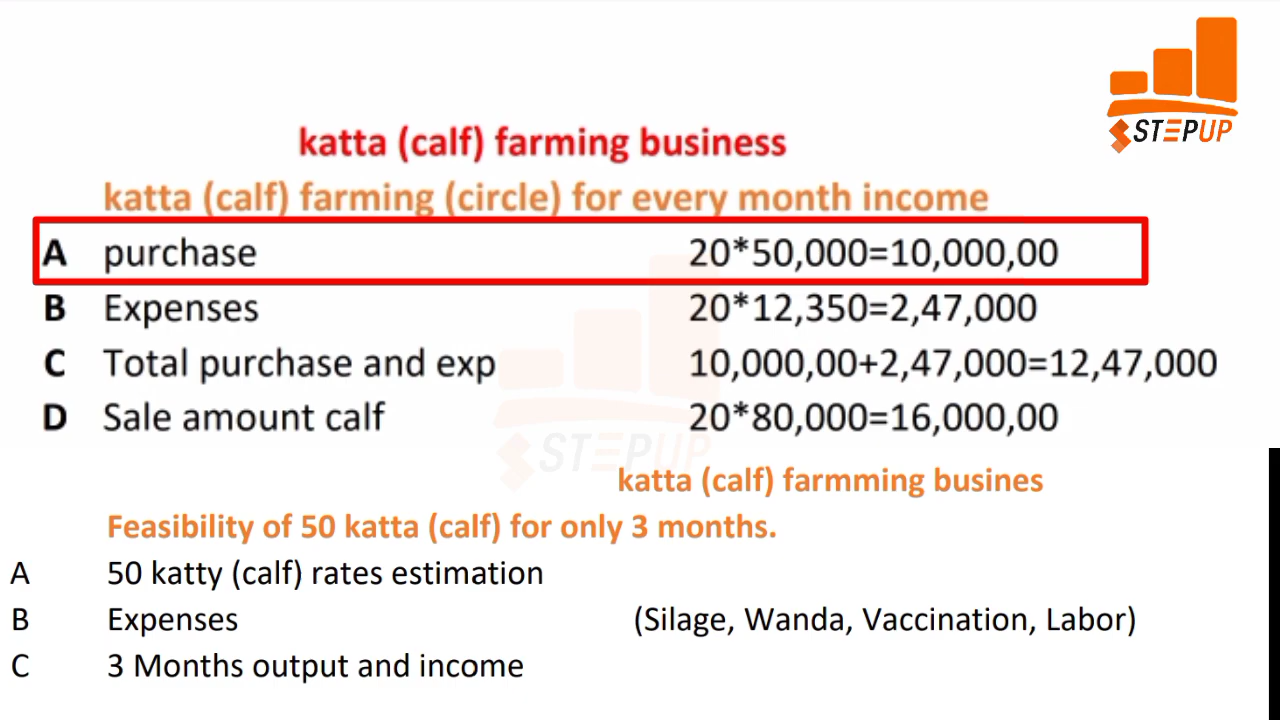 STEPUP
katta (calf) farming business
katta (calf) farming (circle) for every month income
A purchase 20*50,000=10,000,00
B Expenses 20*12,350=2,47,000
C Total purchase and exp 10,000,00+2,47,000=12,47,000
D Sale amount calf 20*80,000=16,000,00
STEPUP
katta (calf) farmming busines
Feasibility of 50 katta (calf) for only 3 months.
A 50 katty (calf) rates estimation
B Expenses (Silage, Wanda, Vaccination, Labor)
C 3 Months output and income